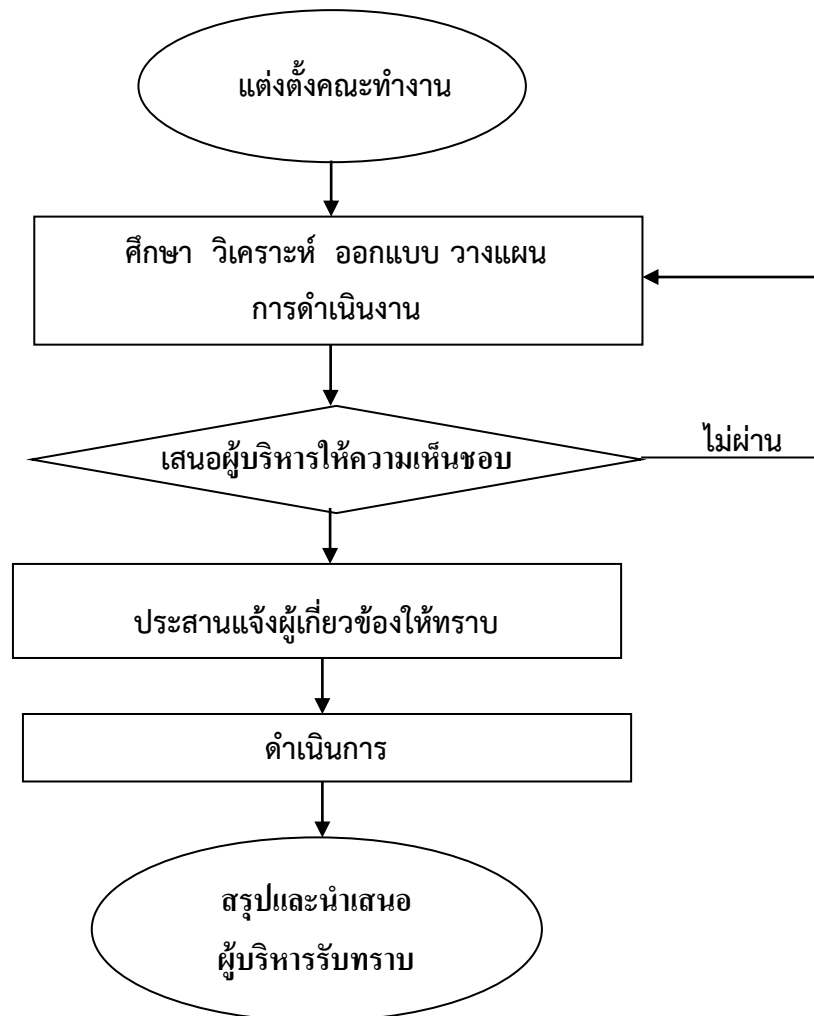 แต่งตั้งคณะทำงาน
ศึกษา วิเคราะห์ ออกแบบ วางแผน
การดำเนินงาน
เสนอผู้บริหารให้ความเห็นชอบ
ไม่ผ่าน
ประสานแจ้งผู้เกี่ยวข้องให้ทราบ
ดำเนินการ
สรุปและนำเสนอ
ผู้บริหารรับทราบ